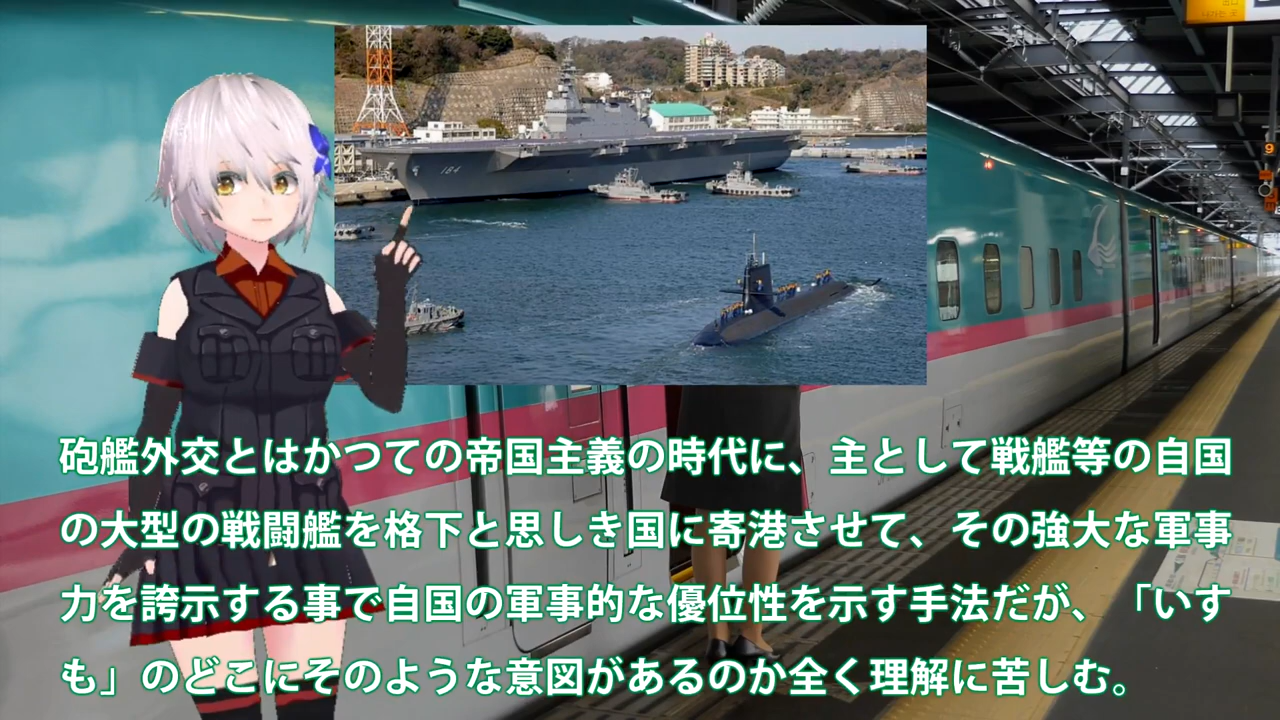 184
9
砲艦外交とはかつての帝国主義の時代に、主として戦艦等の自国
の大型の戦闘艦を格下と思しき国に寄港させて、その強大な軍事
力を誇示する事で自国の軍事的な優位性を示す手法だが、「いす
も」のどこにそのような意図があるのか全く理解に苦しむ。